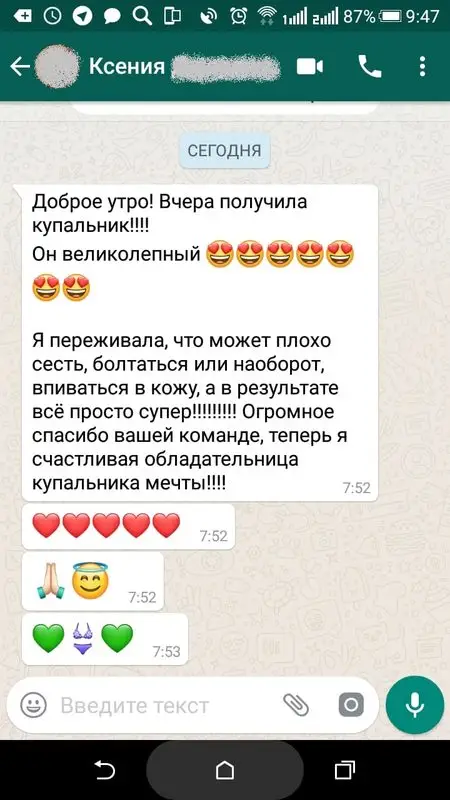 87% 9:47
Ксения
СЕГОДНЯ
Доброе утро! Вчера получила
купальник!!!!
Он великолепный 😍😍😍😍😍
😍😍
Я переживала, что может плохо
сесть, болтаться или наоборот,
впиваться в кожу, а в результате
всё просто супер!!!!!!!!! Огромное
спасибо вашей команде, теперь я
счастливая обладательница
купальника мечты!!!!
7:52
❤️❤️❤️❤️❤️ 7:52
🙏🏻😇 7:52
💚👙💚 7:53
Введите текст